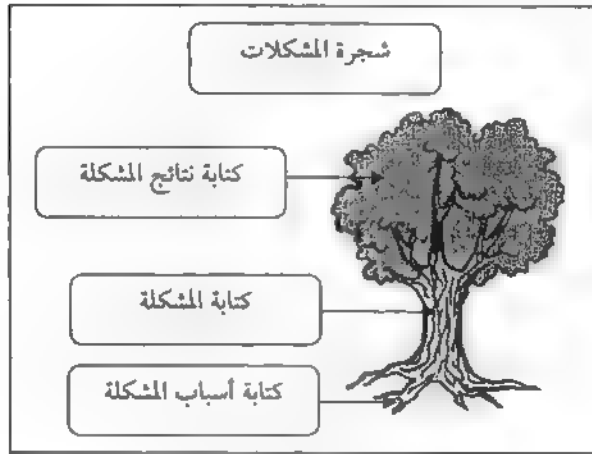 شجرة المشكلات
كتابة نتائج المشكلة
كتابة المشكلة
كتابة أسباب المشكلة